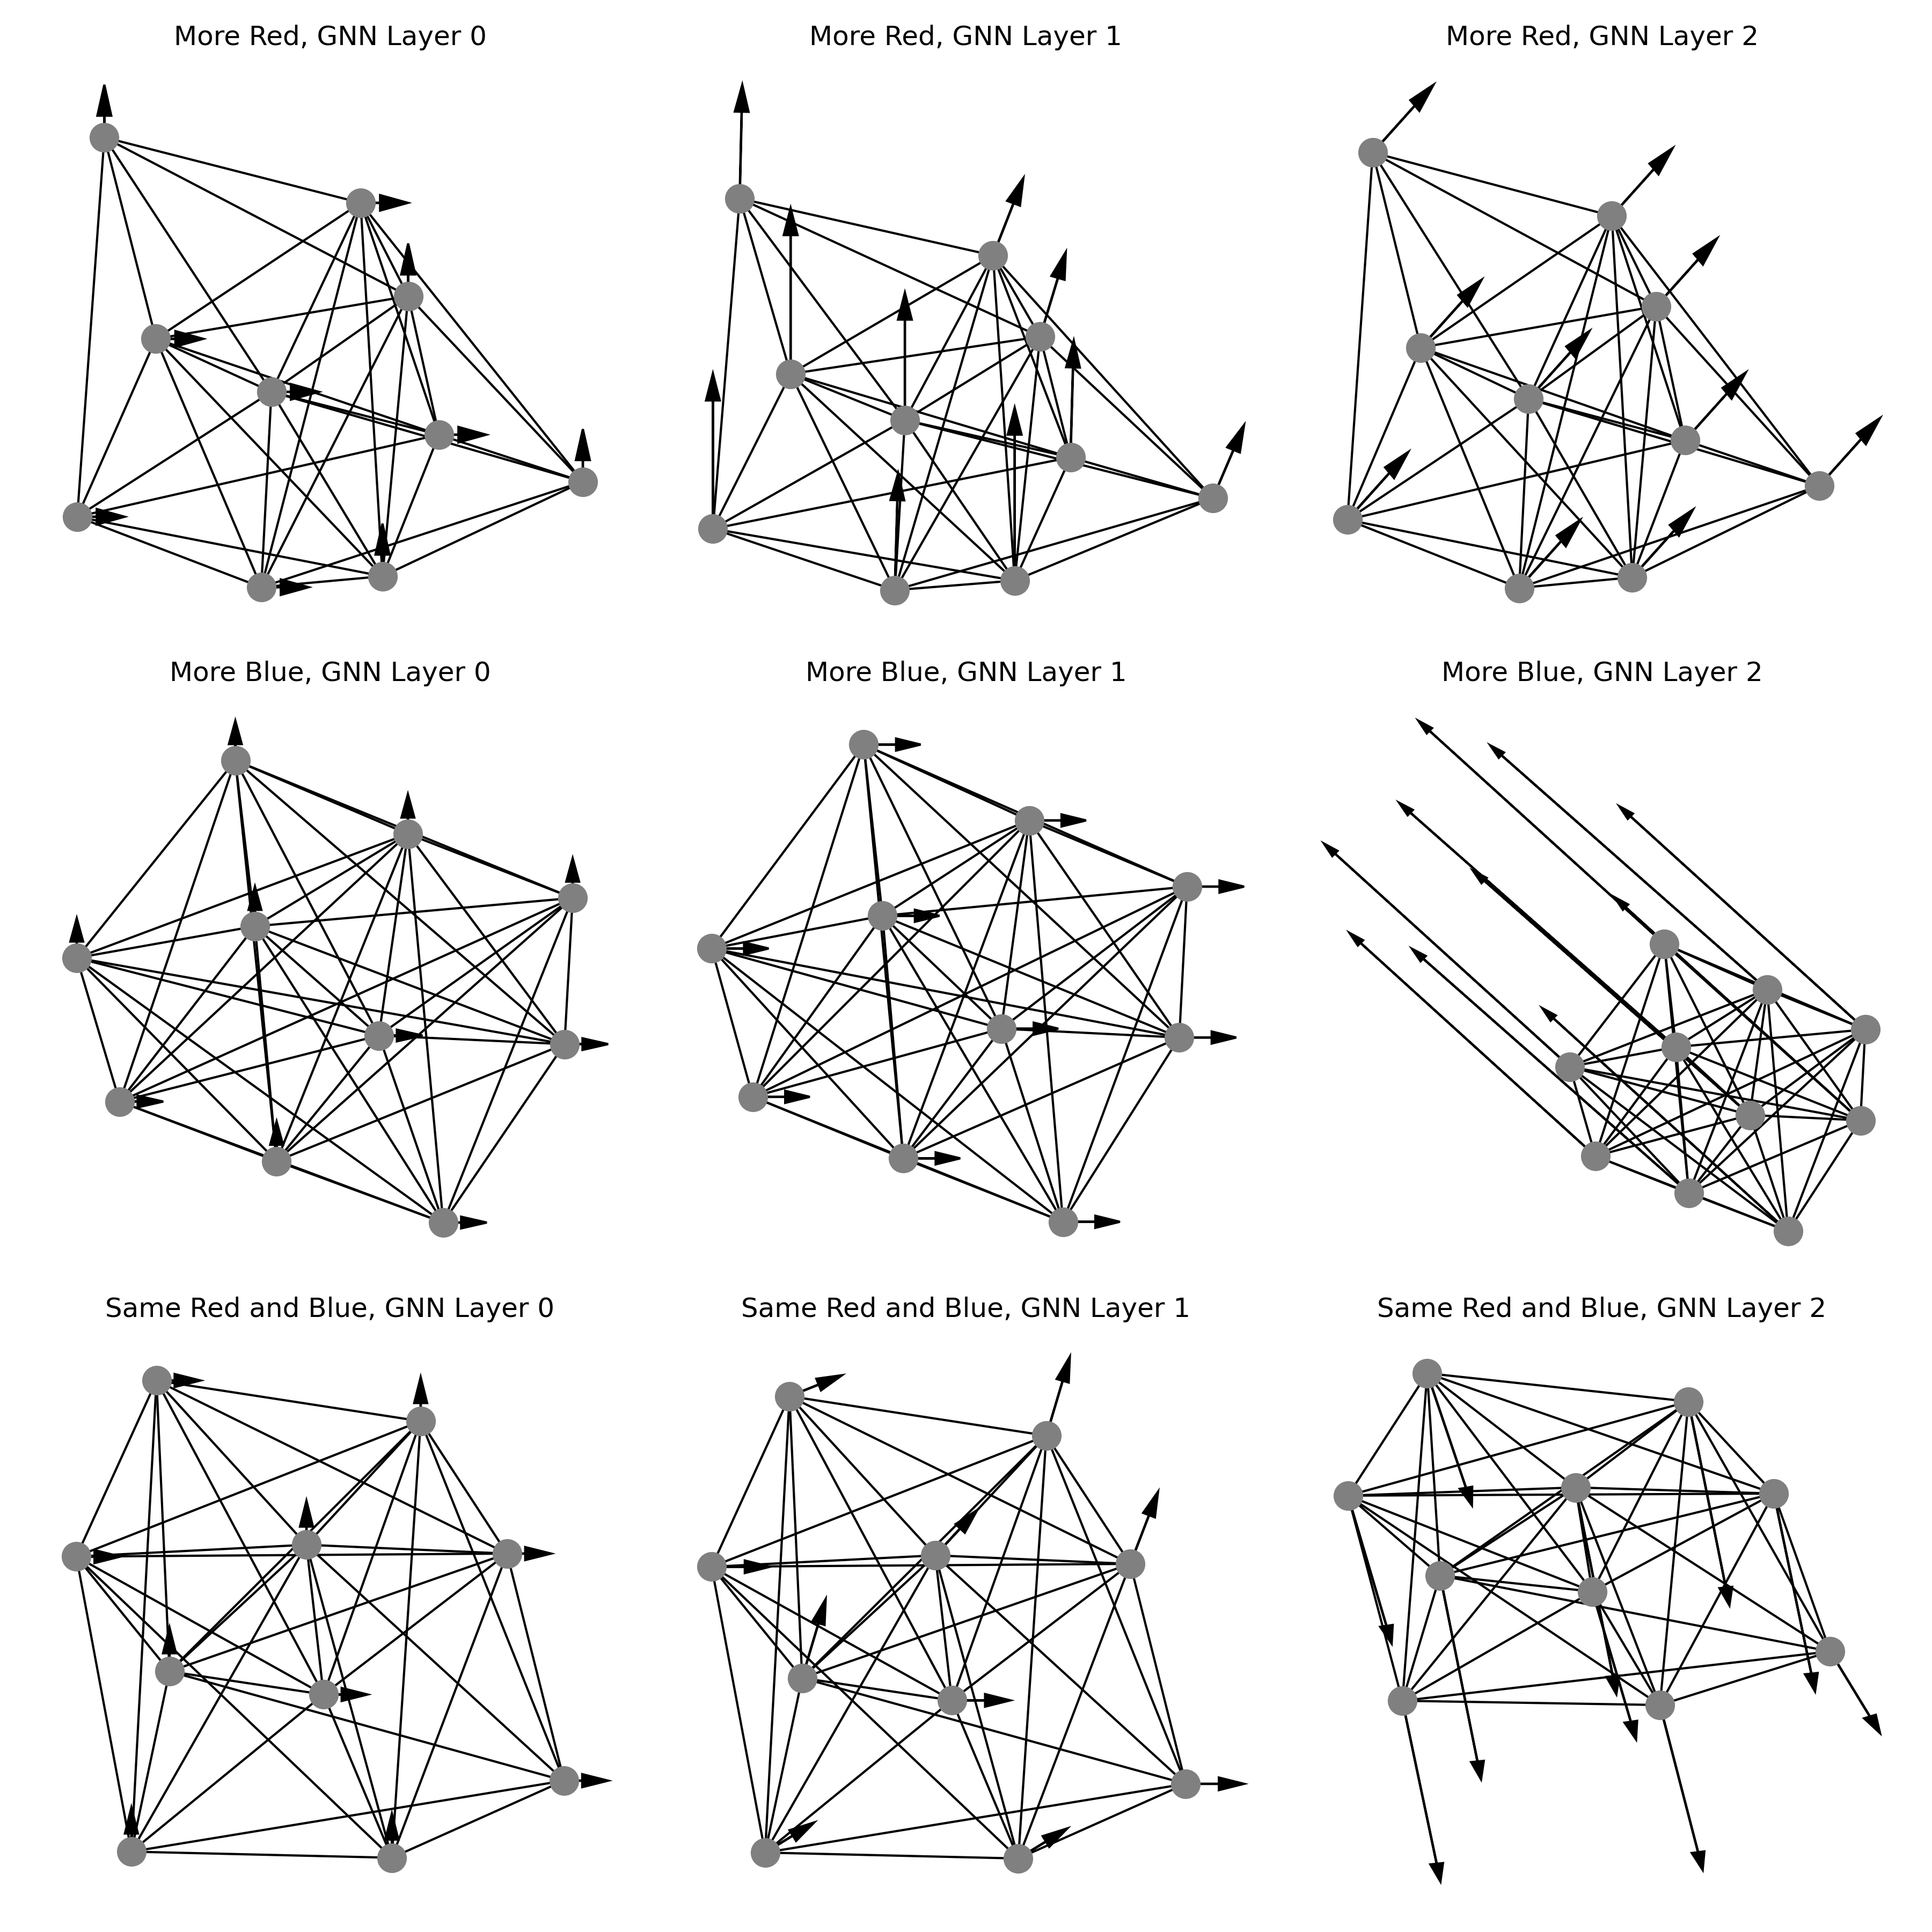 More Red, GNN Layer 0
More Red, GNN Layer 1
More Red, GNN Layer 2
More Blue, GNN Layer 0
More Blue, GNN Layer 1
More Blue, GNN Layer 2
Same Red and Blue, GNN Layer 0
Same Red and Blue, GNN Layer 1
Same Red and Blue, GNN Layer 2